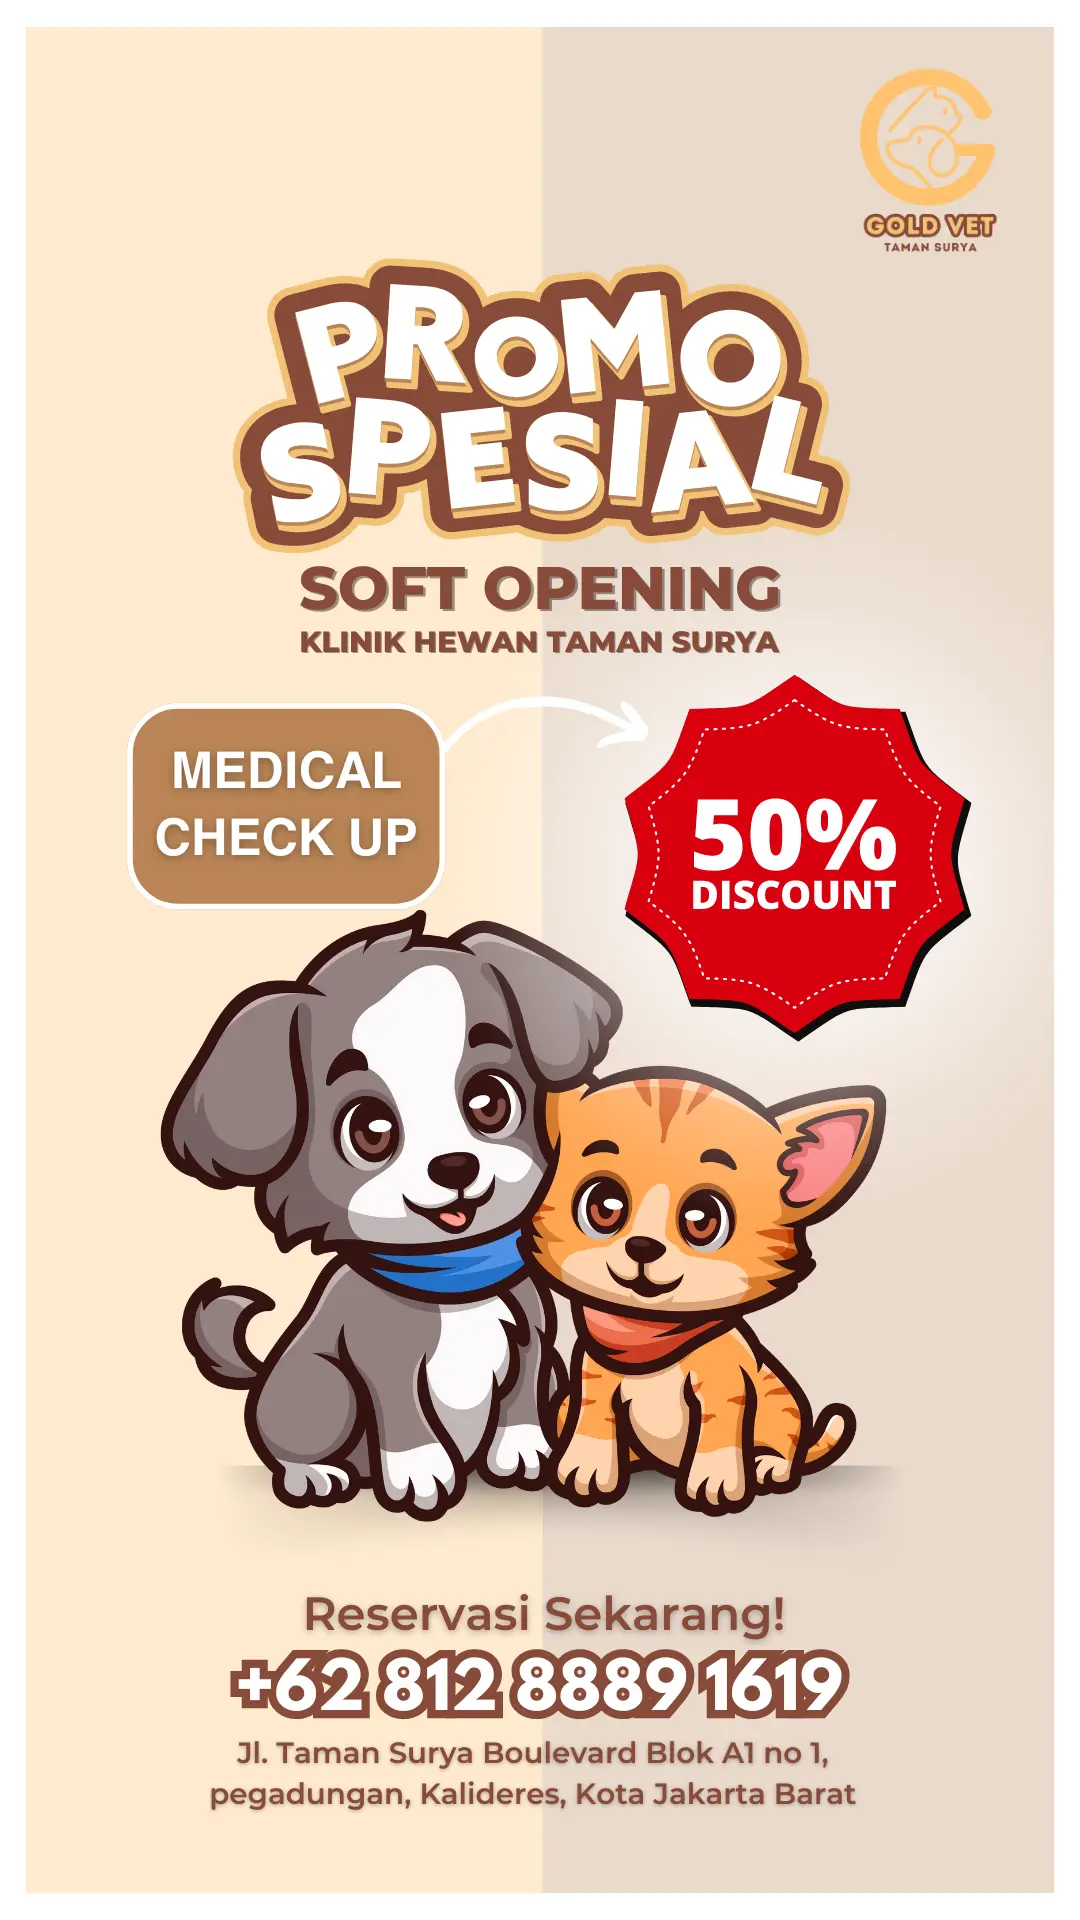 GOLD VET
TAMAN SURYA
PROMO
SPESIAL
SOFT OPENING
KLINIK HEWAN TAMAN SURYA
MEDICAL
CHECK UP
50%
DISCOUNT
Reservasi Sekarang!
+62 812 8889 1619
Jl. Taman Surya Boulevard Blok A1 no 1,
pegadungan, Kalideres, Kota Jakarta Barat